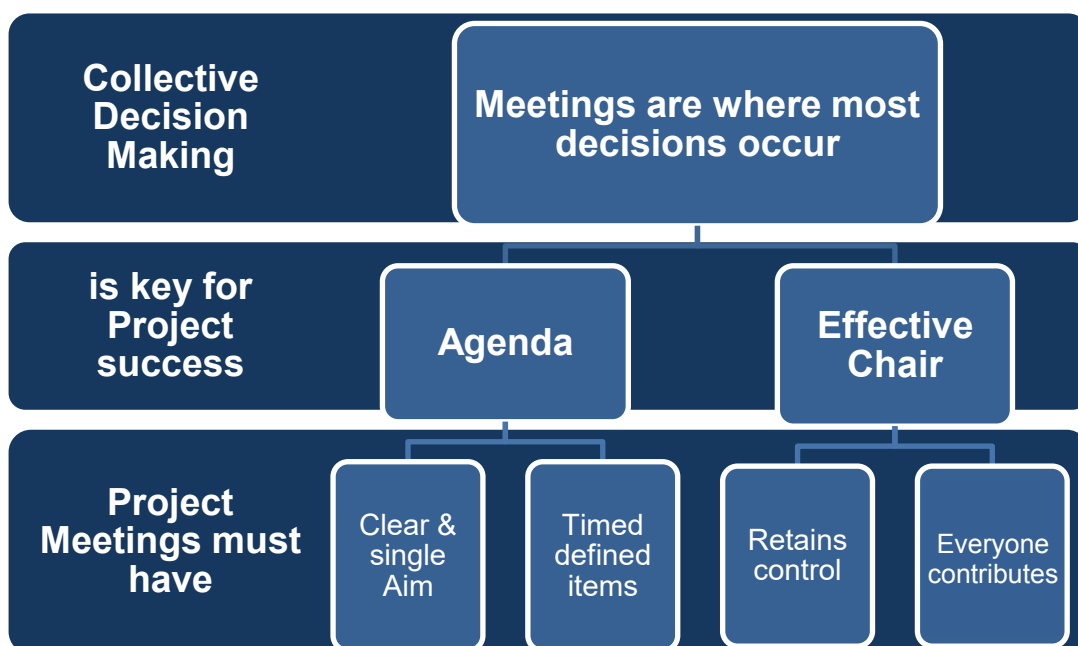 Collective
Decision
Making
Meetings are where most
decisions occur
is key for
Project
success
Agenda
Effective
Chair
Project
Meetings must
have
Clear &
single
Aim
Timed
defined
items
Retains
control
Everyone
contributes